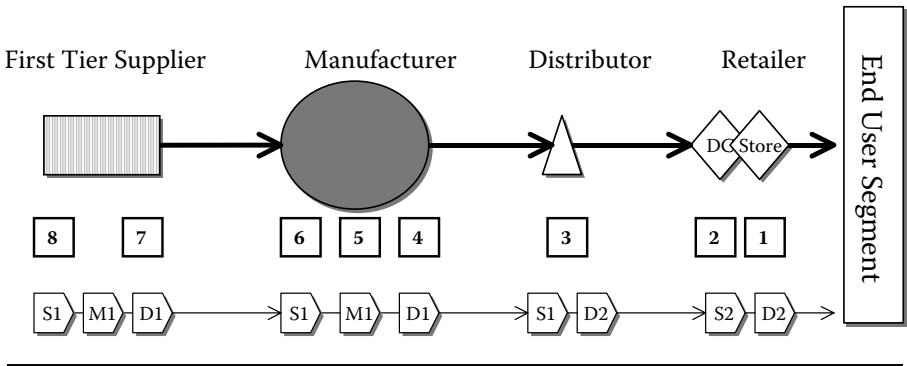 First Tier Supplier Manufacturer Distributor Retailer
DC Store
End User Segment
8 7 6 5 4 3 2 1
S1 M1 D1 S1 M1 D1 S1 D2 S2 D2